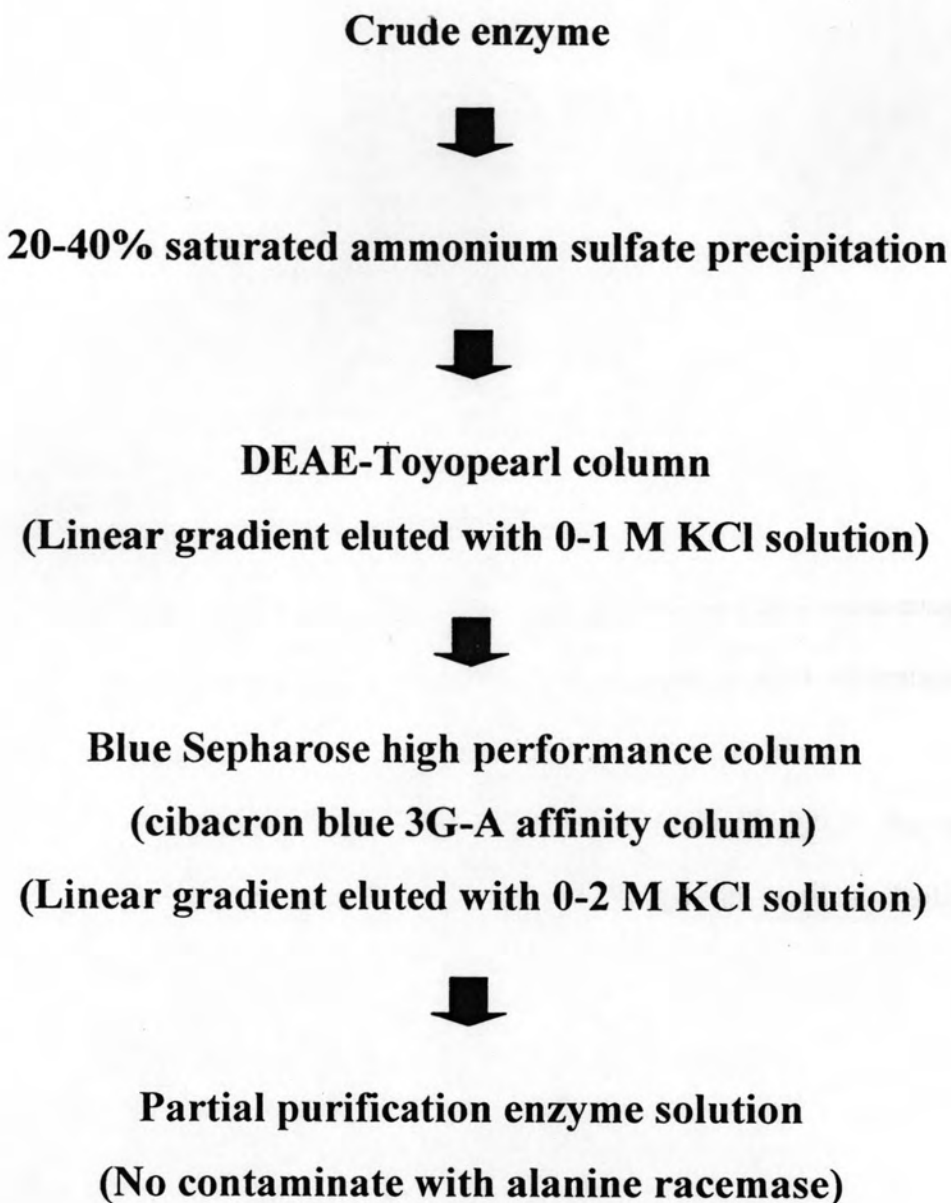 Crude enzyme
20-40% saturated ammonium sulfate precipitation
DEAE-Toyopearl column
(Linear gradient eluted with 0-1 M KCl solution)
Blue Sepharose high performance column
(cibacron blue 3G-A affinity column)
(Linear gradient eluted with 0-2 M KCl solution)
Partial purification enzyme solution
(No contaminate with alanine racemase)